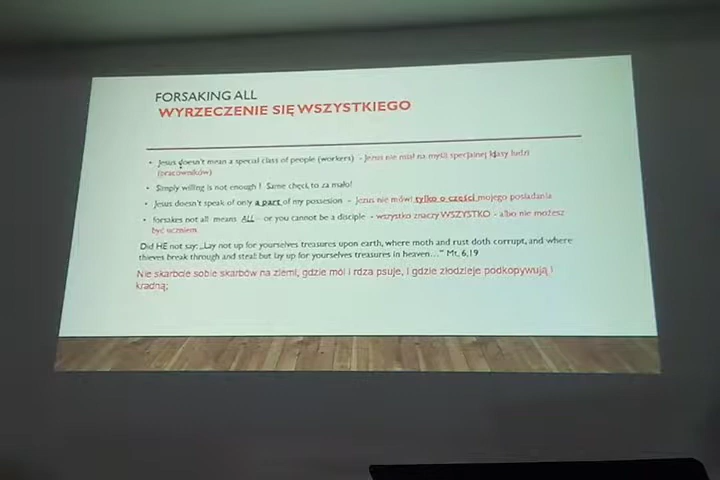 FORSAKING ALL
WYRZECZENIE SIĘ WSZYSTKIEGO
• Jesus doesn't mean a special class of people (workers) - Jezus nie miał na myśli specjalnej klasy ludzi
(pracowników)
• Simply willing is not enough ! Same chęci, to za mało!
• Jesus doesn't speak of only a part of my possesion - Jezus nie mówi tylko o części mojego posiadania
• forsakes not all means ALL - or you cannot be a disciple - wszystko znaczy WSZYSTKO - albo nie możesz
być uczniem
Did HE not say: „Lay not up for yourselves treasures upon earth, where moth and rust doth corrupt, and where
thieves break through and steal: but lay up for yourselves treasures in heaven…" Mt. 6,19
Nie skarbcie sobie skarbów na ziemi, gdzie mól i rdza psuje, i gdzie złodzieje podkopywują i
kradną;